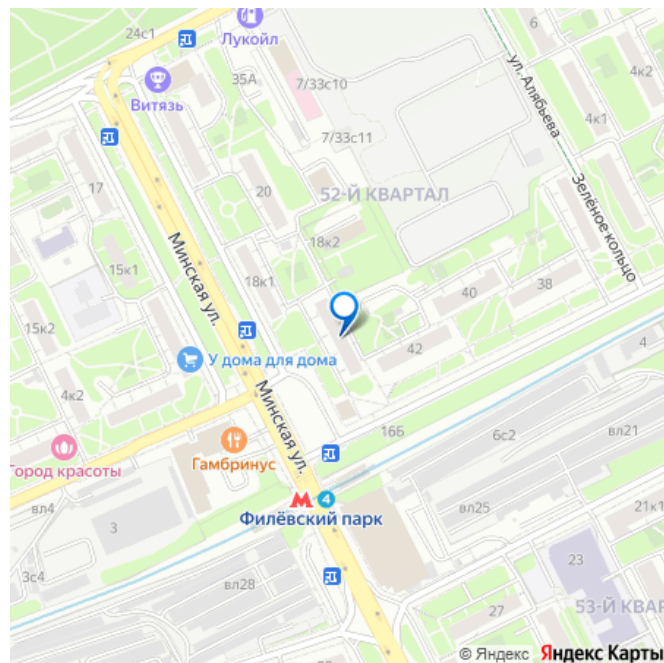 24с1
Лукойл
6
35А
7/33с10
4к2
Витязь
ул. Алябьева
4к1
7/33с11
17
20
52-Й КВАРТАЛ
Зелёное кольцо
Минская ул.
18к2
15к1
18к1
40
38
15к2
42
4
У дома для дома
4к2
Минская ул.
16Б
6с2
вл21
Гамбринус
Город красоты
вл4
4
вл25
21к1
3
Филёвский парк
23
3с4
вл28
27
53-Й КВАР
© Яндекс Яндекс Карты